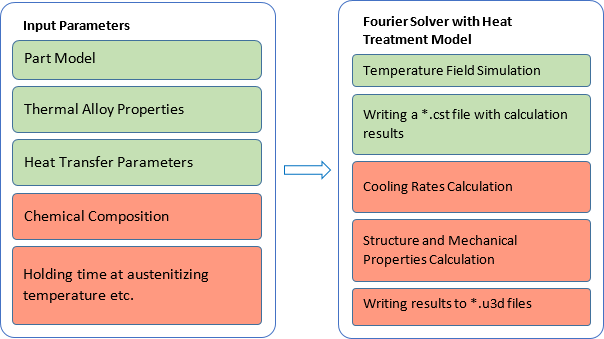 Input Parameters
Part Model
Thermal Alloy Properties
Heat Transfer Parameters
Chemical Composition
Holding time at austenitizing
temperature etc.
Fourier Solver with Heat
Treatment Model
Temperature Field Simulation
Writing a *.cst file with calculation
results
Cooling Rates Calculation
Structure and Mechanical
Properties Calculation
Writing results to *.u3d files